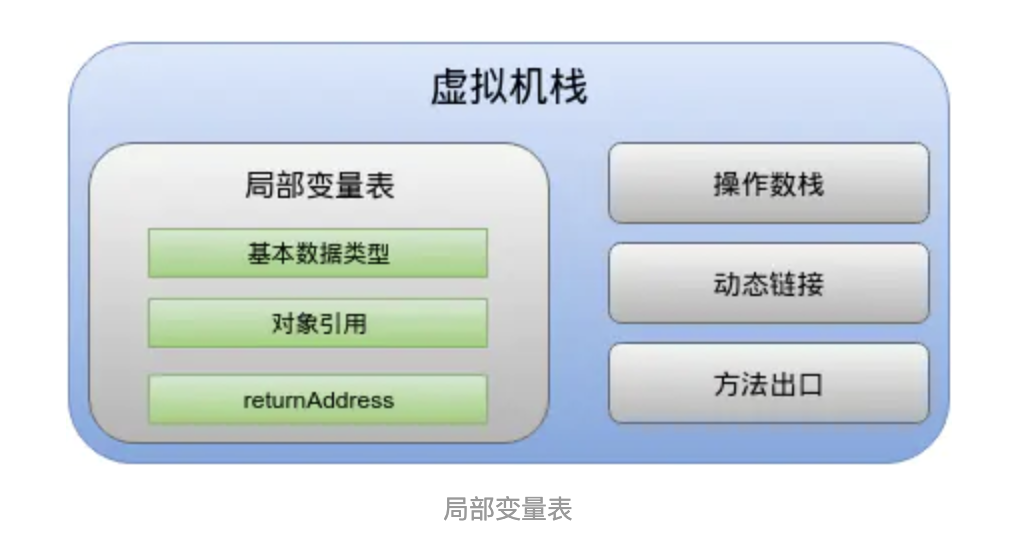 虚拟机栈
局部变量表
基本数据类型
对象引用
returnAddress
操作数栈
动态链接
方法出口
局部变量表